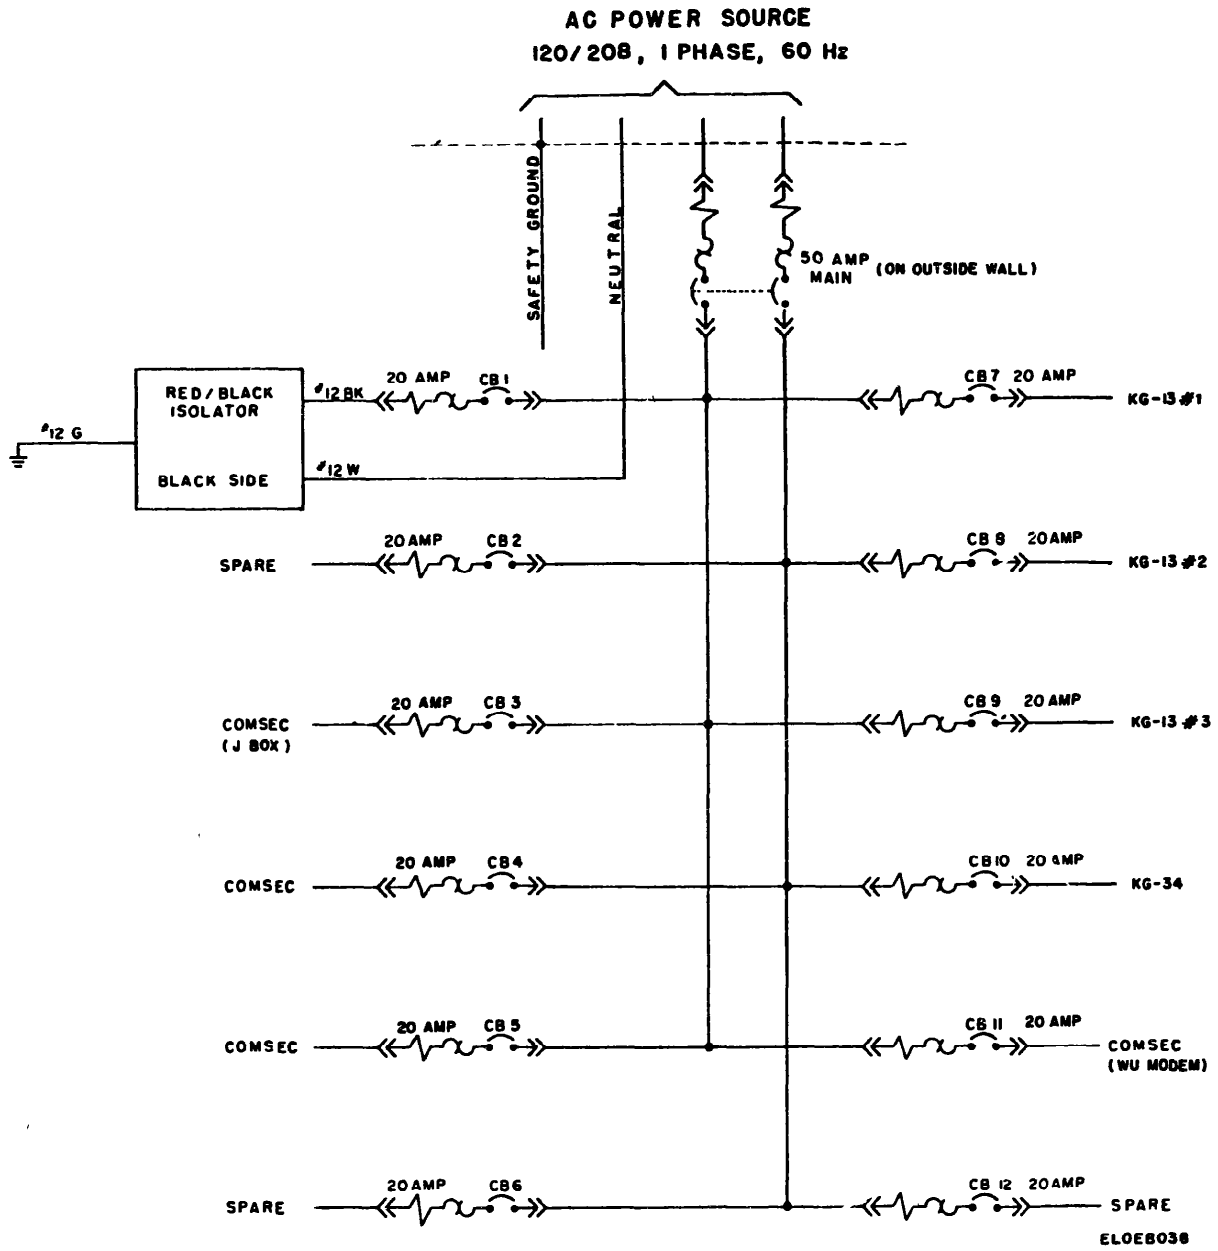 AC POWER SOURCE
120/208, 1 PHASE, 60 Hz
SAFETY GROUND
NEUTRAL
50 AMP
MAIN (ON OUTSIDE WALL)
RED/BLACK
ISOLATOR
BLACK SIDE
#12 G
#12BK
#12 W
20 AMP CB1
CB7 20 AMP
KG-13#1
SPARE
20 AMP CB2
CB8 20 AMP
KG-13#2
COMSEC
(J BOX)
20 AMP CB3
CB9 20 AMP
KG-13#3
COMSEC
20 AMP CB4
CB10 20 AMP
KG-34
COMSEC
20 AMP CB5
CB11 20 AMP
COMSEC
(WU MODEM)
SPARE
20 AMP CB6
CB 12 20 AMP
SPARE
ELOEB038